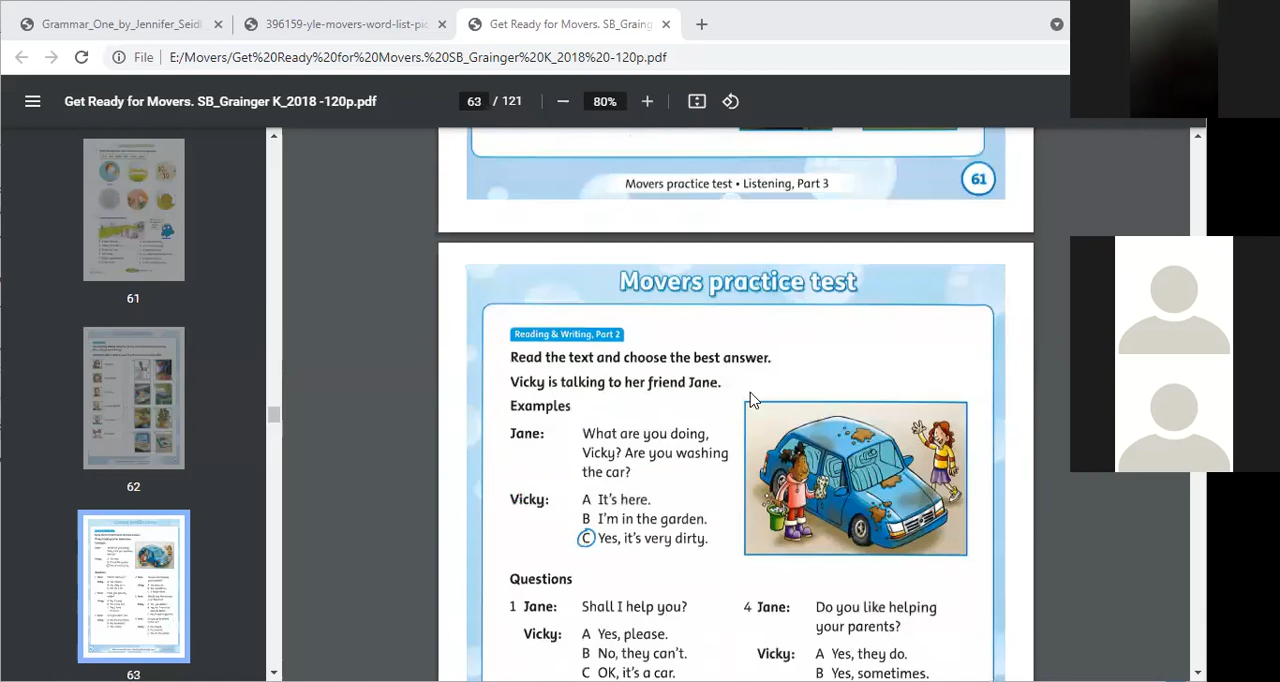 Grammar_One_by_Jennifer_Seidl
396159-yle-movers-word-list-pic
Get Ready for Movers. SB_Grainge
File
E:/Movers/Get%20Ready%20for%20Movers.%20SB_Grainger%20K_2018%20-120p.pdf
Get Ready for Movers. SB_Grainger K_2018 -120p.pdf
63 / 121
80%
61
62
63
Movers practice test • Listening, Part 3
61
Movers practice test
Reading & Writing, Part 2
Read the text and choose the best answer.
Vicky is talking to her friend Jane.
Examples
Jane: What are you doing,
Vicky? Are you washing
the car?
Vicky: A It's here.
B I'm in the garden.
C Yes, it's very dirty.
Questions
1 Jane: Shall I help you?
Vicky: A Yes, please.
B No, they can't.
C OK, it's a car.
4 Jane: Do you like helping
your parents?
Vicky: A Yes, they do.
B Yes, sometimes.